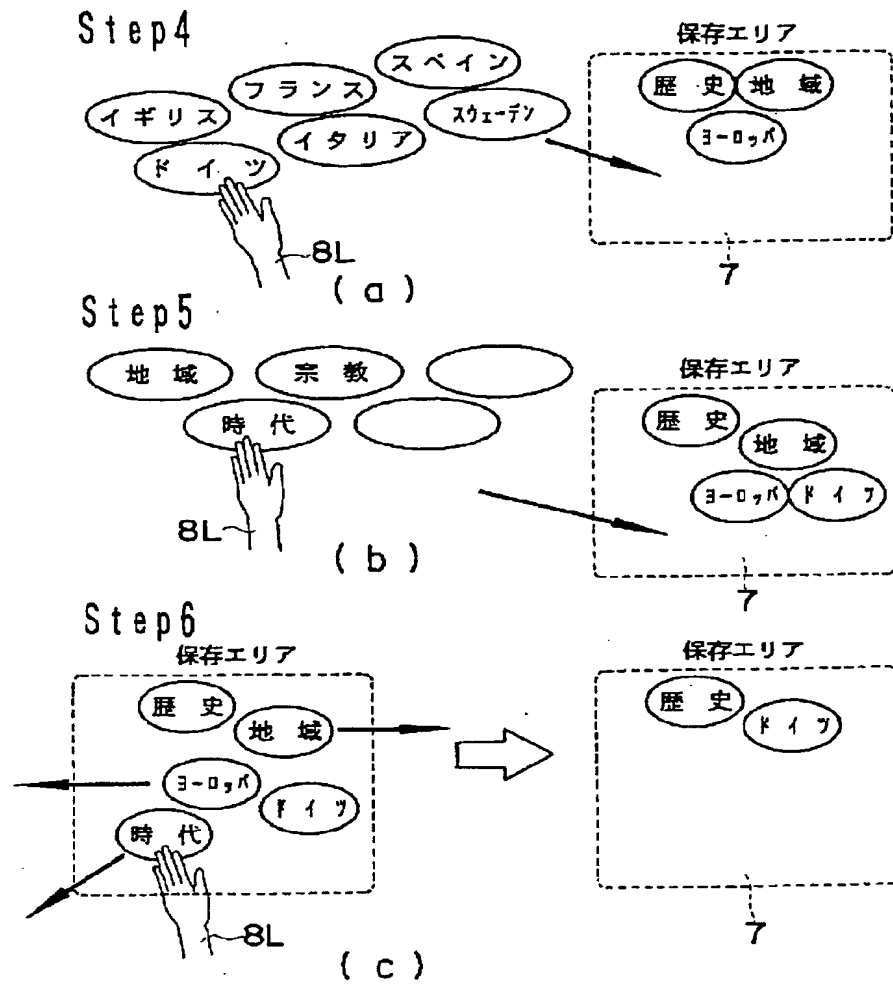 Step4
保存エリア
スペイン
フランス
イギリス
スウェーデン
イタリア
ドイツ
歴史 地域
ヨーロッパ
8L
7
(a)
Step5
保存エリア
地域 宗教
時代
歴史
地域
ヨーロッパ ドイツ
8L
7
(b)
Step6
保存エリア
歴史
地域
ヨーロッパ
ドイツ
時代
8L
保存エリア
歴史
ドイツ
7
(c)